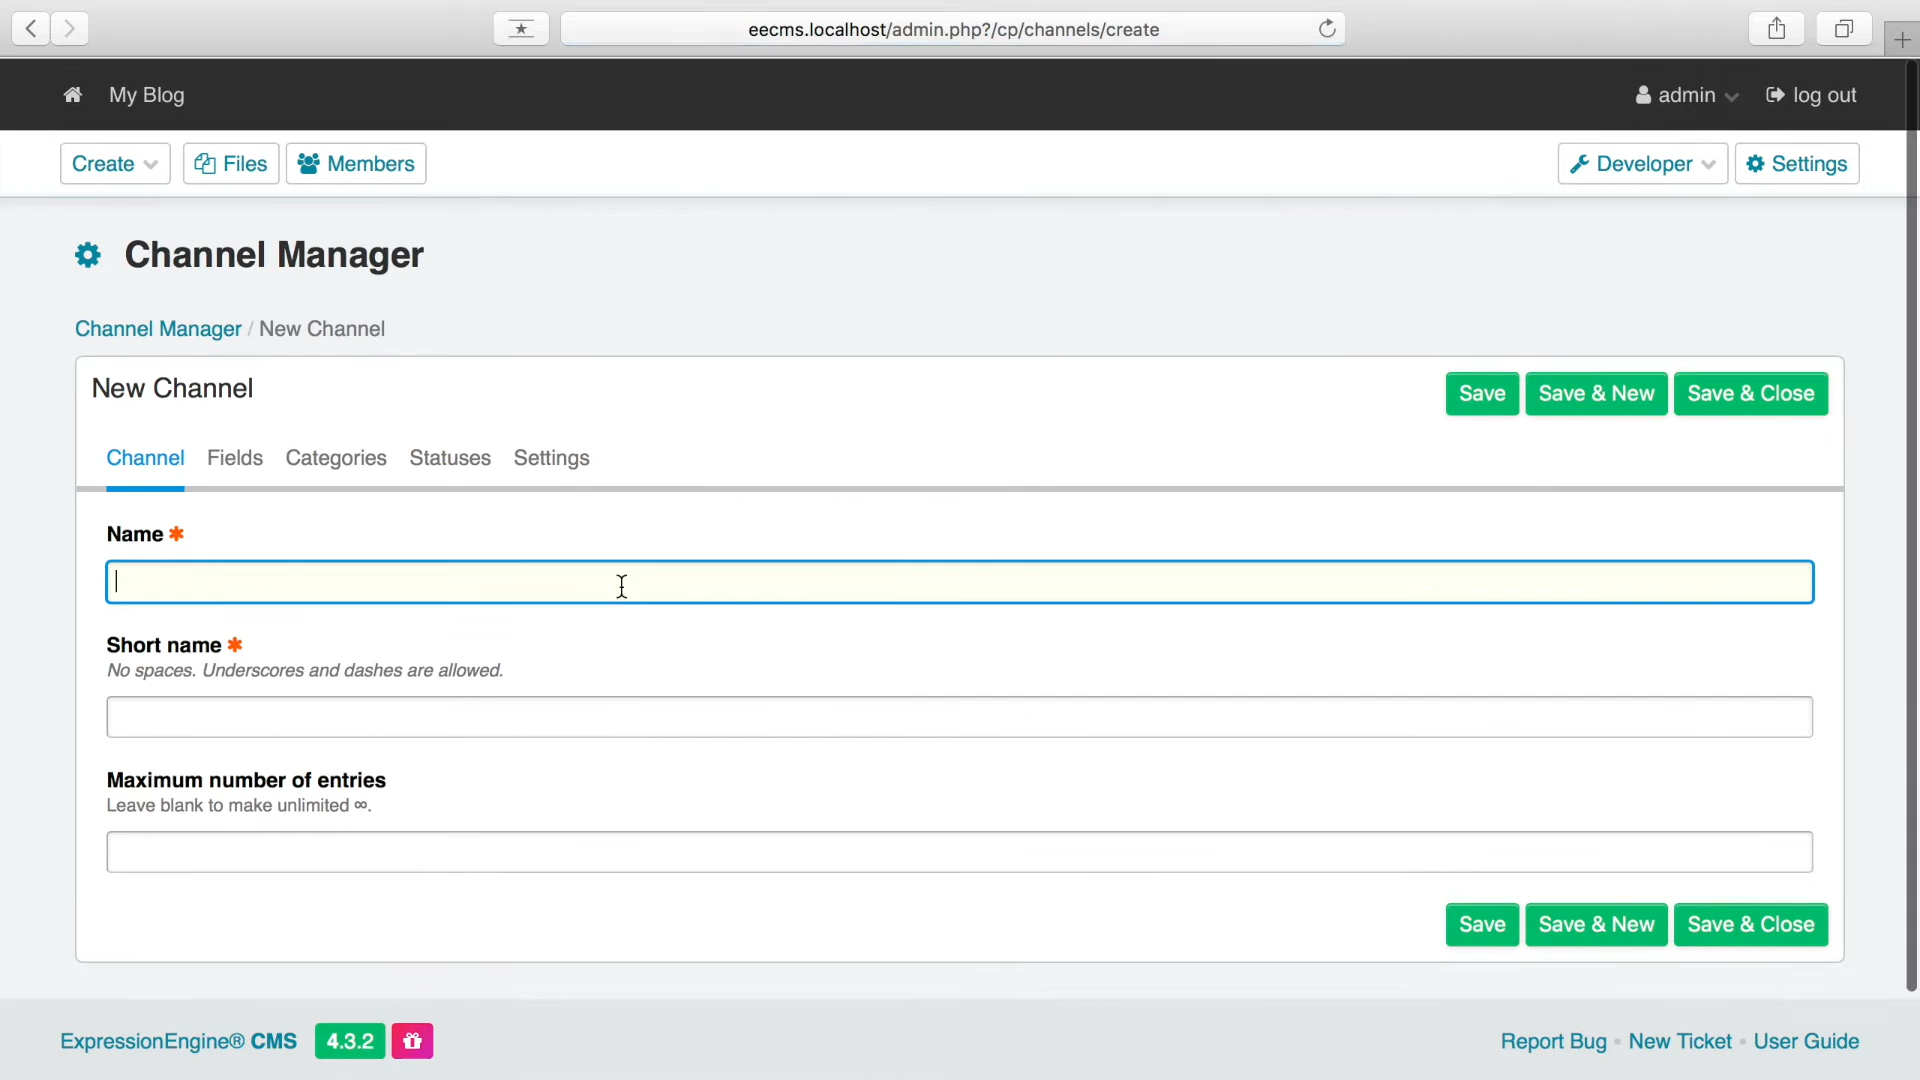 eecms.localhost/admin.php?/cp/channels/create
My Blog
admin
log out
Create
Files
Members
Developer
Settings
Channel Manager
Channel Manager / New Channel
New Channel
Save
Save & New
Save & Close
Channel
Fields
Categories
Statuses
Settings
Name *
Short name *
No spaces. Underscores and dashes are allowed.
Maximum number of entries
Leave blank to make unlimited ∞.
Save
Save & New
Save & Close
ExpressionEngine® CMS
4.3.2
Report Bug • New Ticket • User Guide